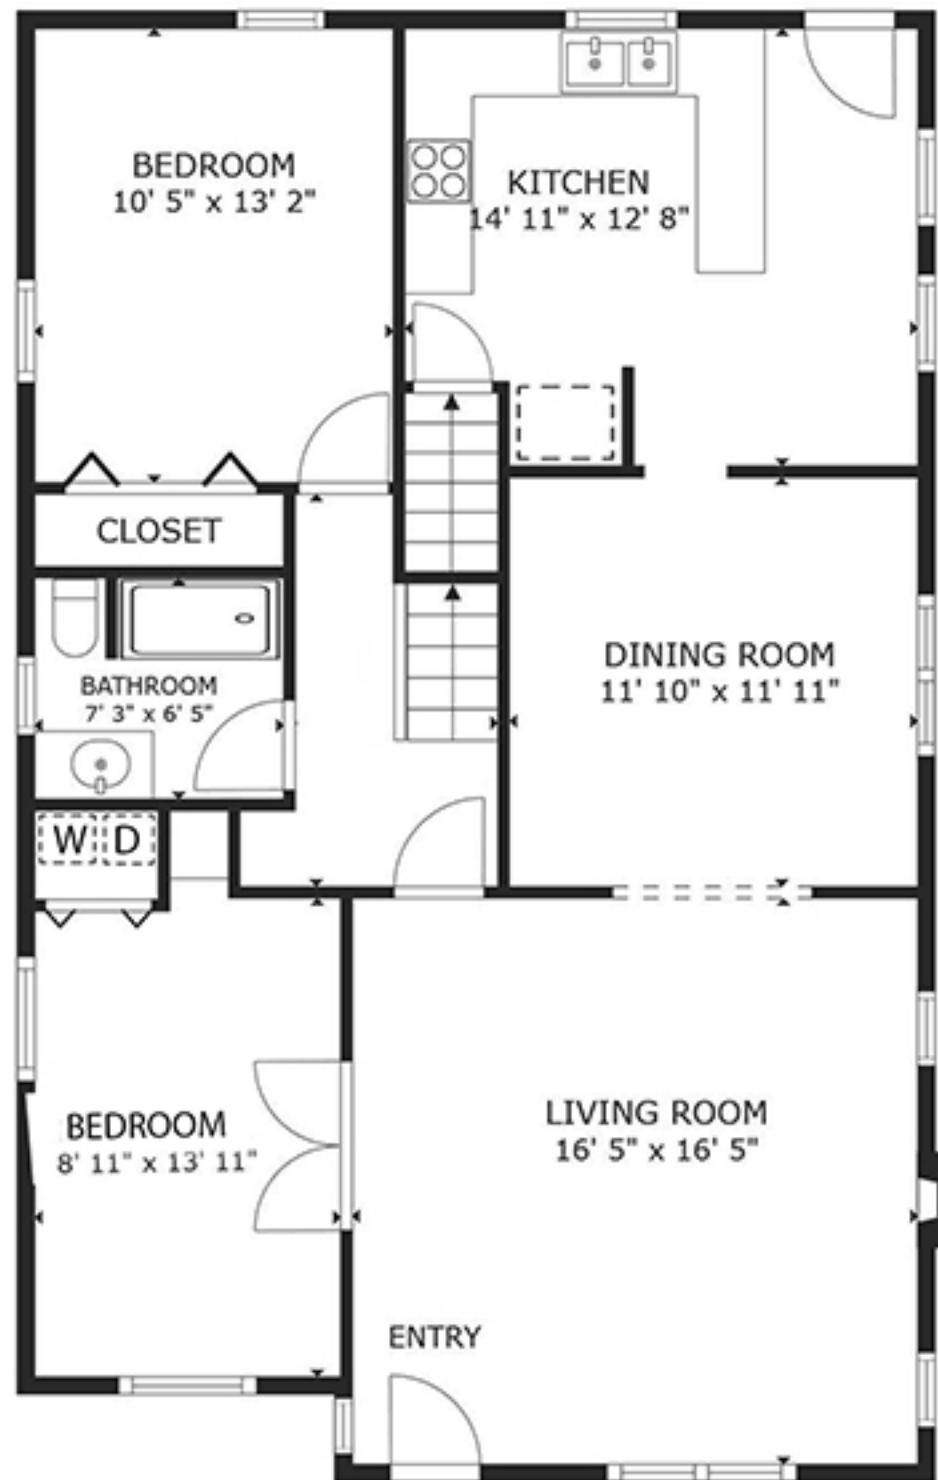 BEDROOM
10' 5" x 13' 2"
KITCHEN
14' 11" x 12' 8"
CLOSET
DINING ROOM
11' 10" x 11' 11"
BATHROOM
7' 3" x 6' 5"
W D
BEDROOM
8' 11" x 13' 11"
LIVING ROOM
16' 5" x 16' 5"
ENTRY